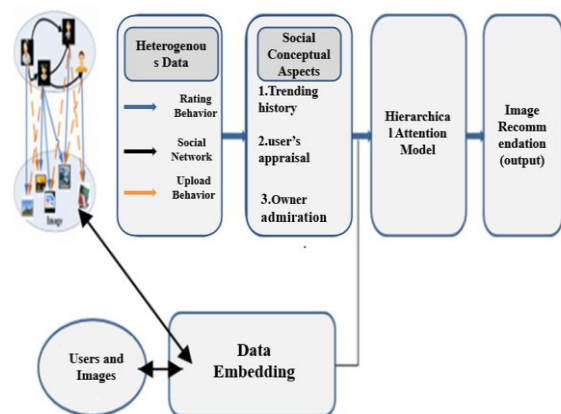 Image
Heterogenou
s Data
Rating
Behavior
Social
Network
Upload
Behavior
Social
Conceptual
Aspects
1.Trending
history
2.user's
appraisal
3.Owner
admiration
Hierarchica
l Attention
Model
Image
Recomm
endation
(output)
Users and
Images
Data
Embedding